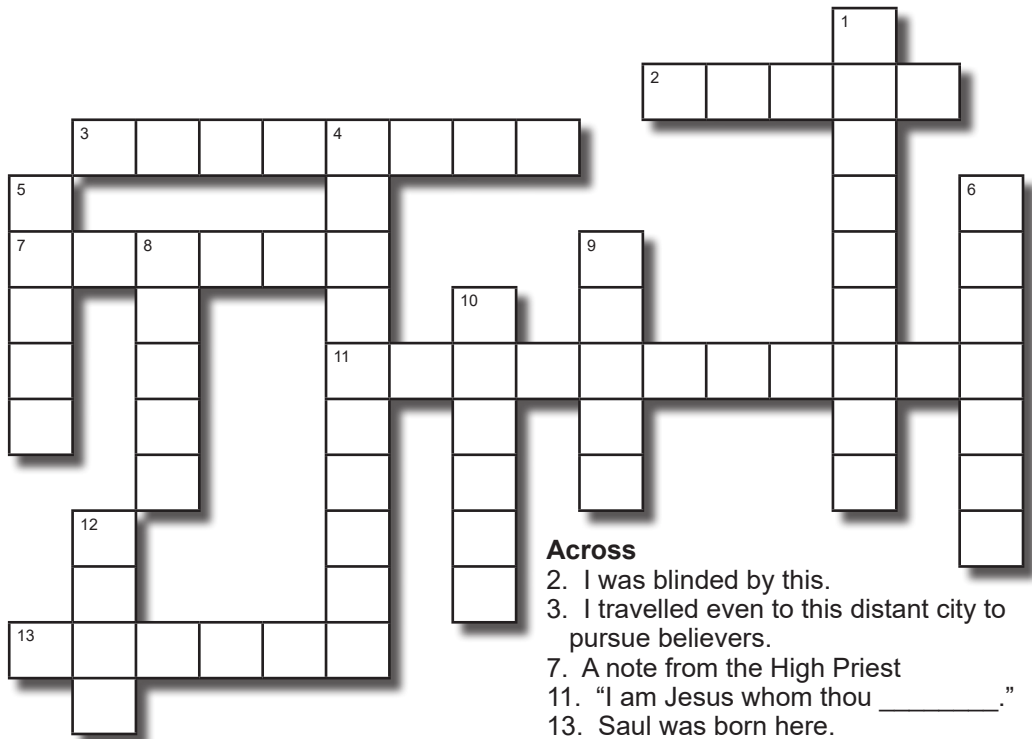 1
2
3
4
5
6
7
8
9
10
11
12
13
Across
2. I was blinded by this.
3. I travelled even to this distant city to
pursue believers.
7. A note from the High Priest
11. “I am Jesus whom thou _________.”
13. Saul was born here.